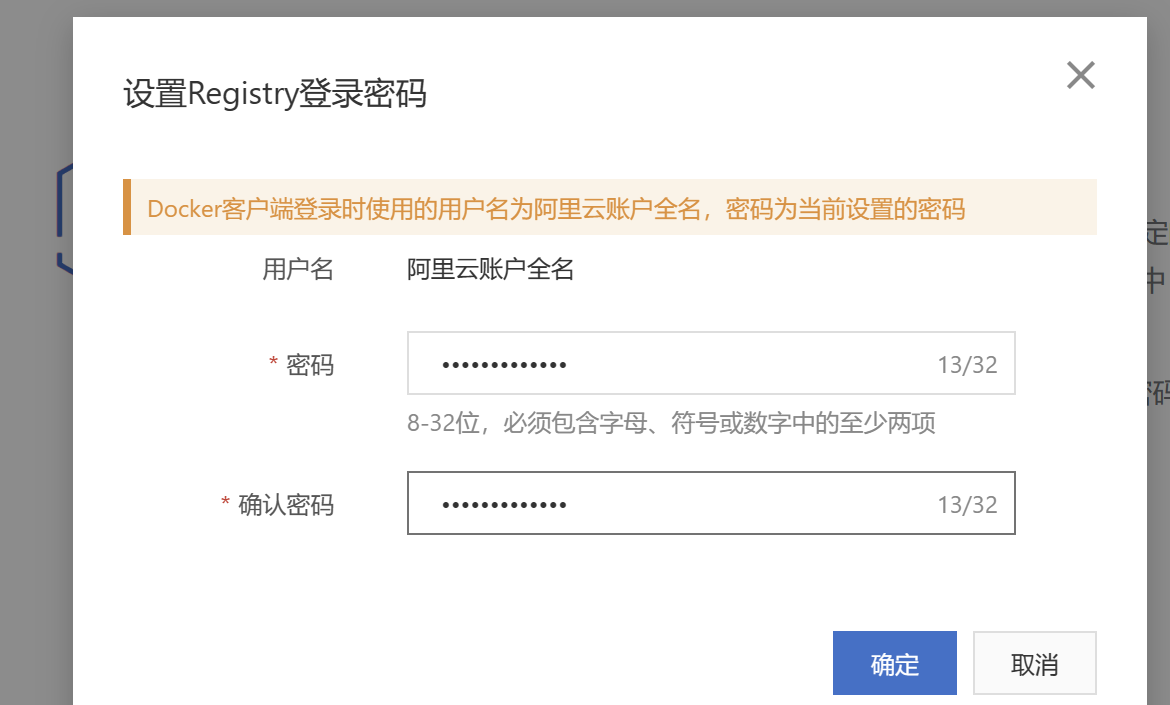 设置Registry登录密码
Docker客户端登录时使用的用户名为阿里云账户全名，密码为当前设置的密码
用户名 阿里云账户全名
定
中
* 密码 ••••••••••••• 13/32
码
8-32位，必须包含字母、符号或数字中的至少两项
* 确认密码 ••••••••••••• 13/32
确定 取消